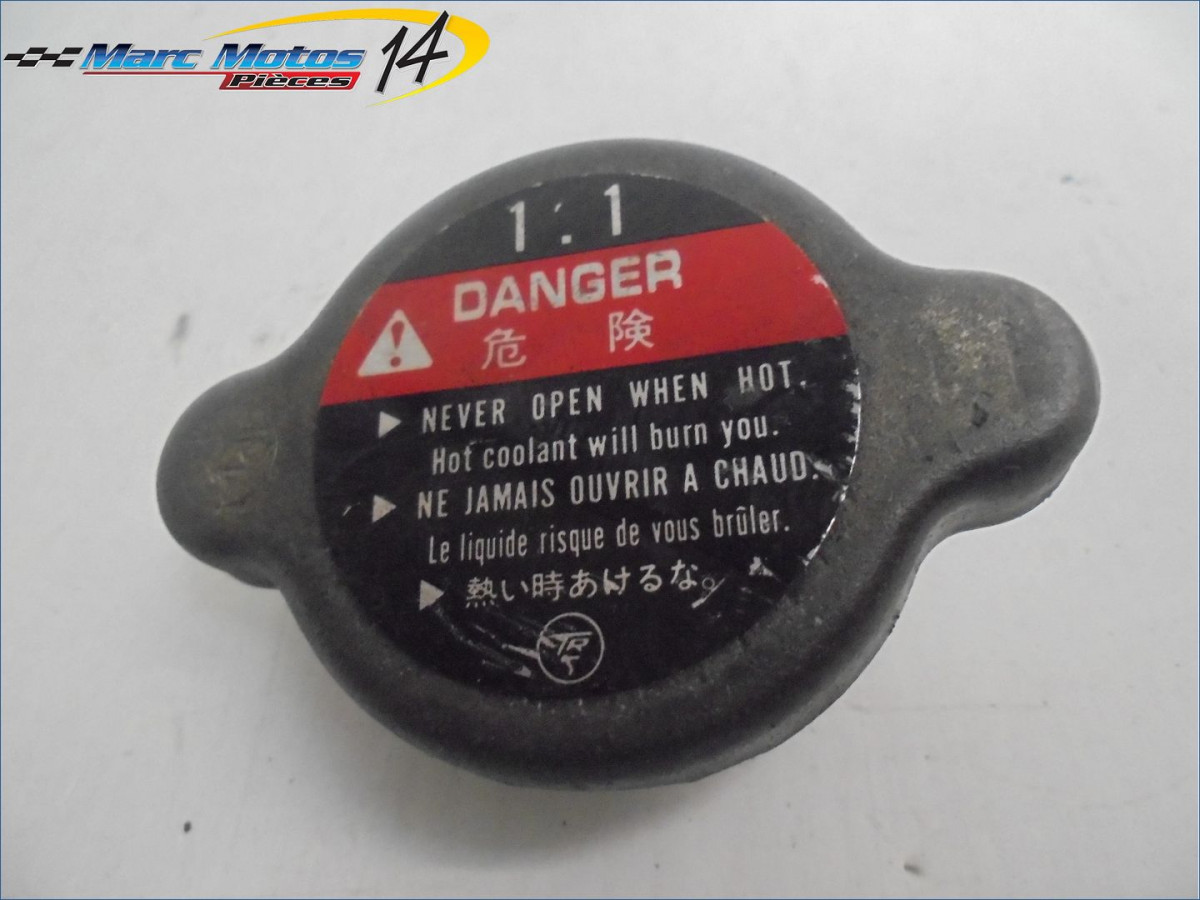 Marc Motos 14
Pièces
1.1
DANGER
危険
NEVER OPEN WHEN HOT.
Hot coolant will burn you.
NE JAMAIS OUVRIR A CHAUD.
Le liquide risque de vous brûler.
熱い時あけるな。